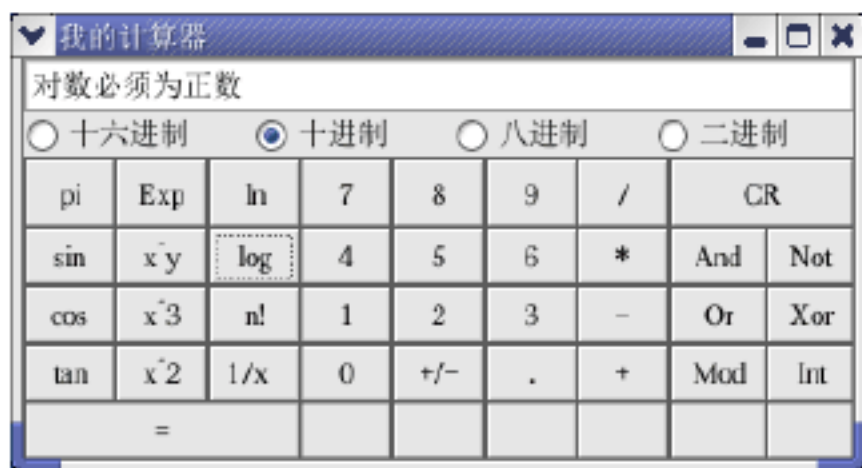 我的计算器
对数必须为正数
十六进制 十进制 八进制 二进制
pi Exp ln 7 8 9 / CR
sin x^y log 4 5 6 * And Not
cos x^3 n! 1 2 3 - Or Xor
tan x^2 1/x 0 +/- . + Mod Int
=